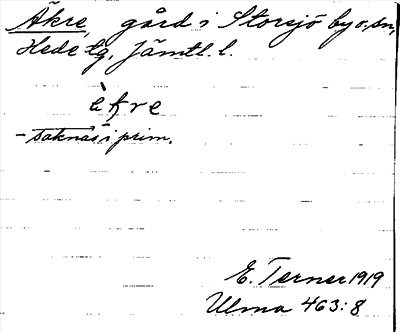 Åkre, gård i Storsjö by o. sn,
Hede tg, Jämtl. l.
èkre
- saknas i prim.
E. Terner 1919
Ulma 463:8